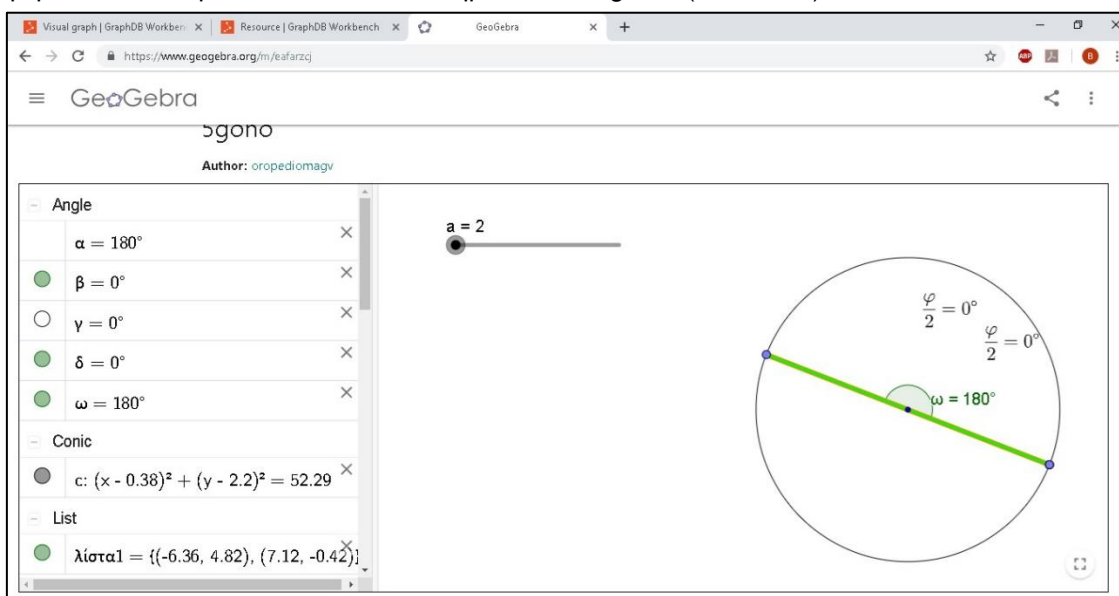 Visual graph | GraphDB Workben
Resource | GraphDB Workbench
GeoGebra
https://www.geogebra.org/m/eafarzcj
ABP
B
GeoGebra
5gono
Author: oropediomagv
Angle
α = 180°
β = 0°
γ = 0°
δ = 0°
ω = 180°
Conic
c: (x - 0.38)² + (y - 2.2)² = 52.29
List
λίστα1 = {(-6.36, 4.82), (7.12, -0.42)}
a = 2
φ/2 = 0°
φ/2 = 0°
ω = 180°